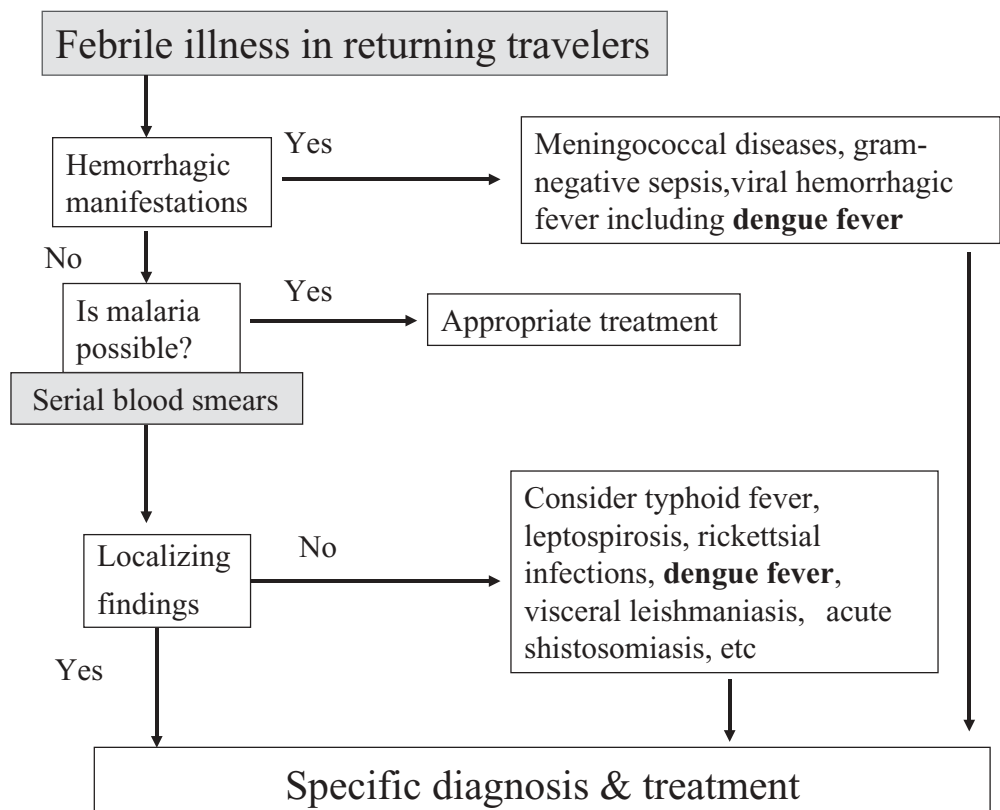 Febrile illness in returning travelers
Hemorrhagic
manifestations
Yes
Meningococcal diseases, gram-
negative sepsis,viral hemorrhagic
fever including dengue fever
No
Is malaria
possible?
Yes
Appropriate treatment
Serial blood smears
Localizing
findings
No
Consider typhoid fever,
leptospirosis, rickettsial
infections, dengue fever,
visceral leishmaniasis, acute
shistosomiasis, etc
Yes
Specific diagnosis & treatment